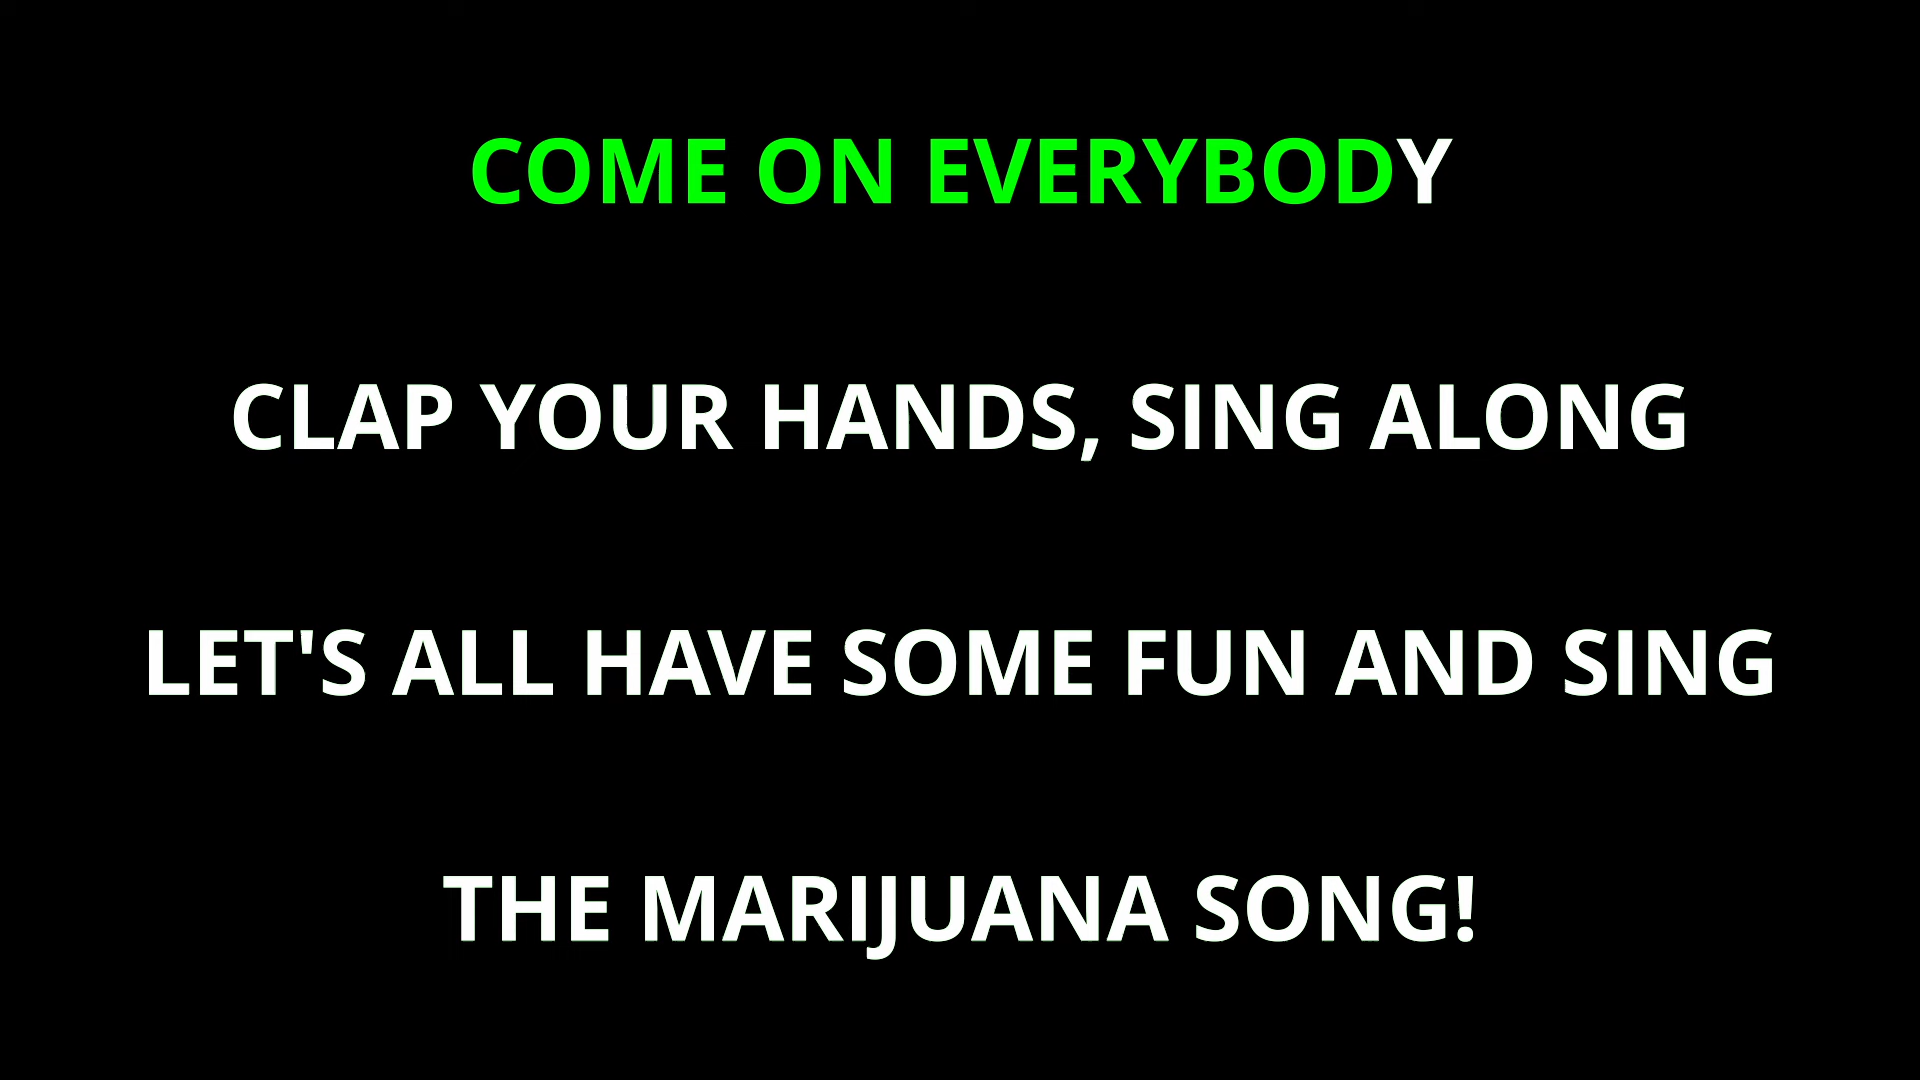 COME ON EVERYBODY
CLAP YOUR HANDS, SING ALONG
LET'S ALL HAVE SOME FUN AND SING
THE MARIJUANA SONG!